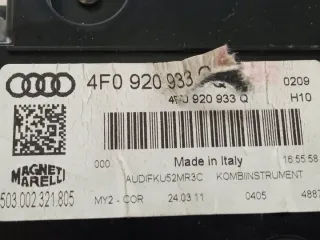 4F0 920 933 Q
4F0 920 933 Q
0209
H10
000 Made in Italy 16:55:58
AUDIFKU52MR3C KOMBIINSTRUMENT
MAGNETI
MARELLI
503.002.321.805
MY2 - COR 24.03.11 0405 4887